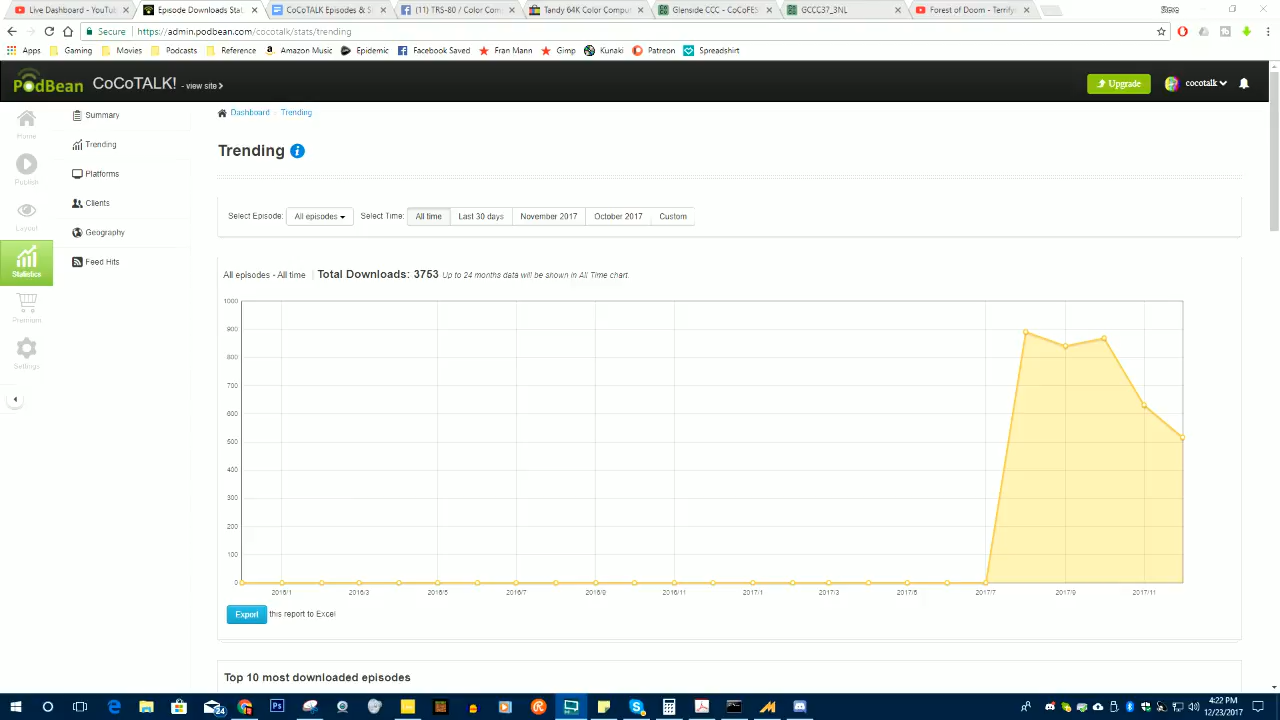 Live Dashboard - YouTu
Episode Downloads Stat
CoCoTALK Episodes & S
(11) TRS-80 / Color Com
Tandy 64K Color Compu
Glenside Color CoCoFES
GCCC37_3M
Forest of Doom - Terrify
Secure
https://admin.podbean.com/cocotalk/stats/trending
Apps
Gaming
Movies
Podcasts
Reference
Amazon Music
Epidemic
Facebook Saved
Fran Mann
Gimp
Kunaki
Patreon
TeeShirt
PodBean
CoCoTALK!
- view site
Upgrade
cocotalk
Home
Publish
Layout
Statistics
Premium
Settings
Summary
Trending
Platforms
Clients
Geography
Feed Hits
Dashboard
Trending
Trending
Select Episode:
All episodes
Select Time:
All time
Last 30 days
November 2017
October 2017
Custom
All episodes - All time
Total Downloads: 3753
Up to 24 months data will be shown in All Time chart.
1000
900
800
700
600
500
400
300
200
100
0
2016/1
2016/3
2016/5
2016/7
2016/9
2016/11
2017/1
2017/3
2017/5
2017/7
2017/9
2017/11
Export
this report to Excel
Top 10 most downloaded episodes
24
4:22 PM
12/23/2017